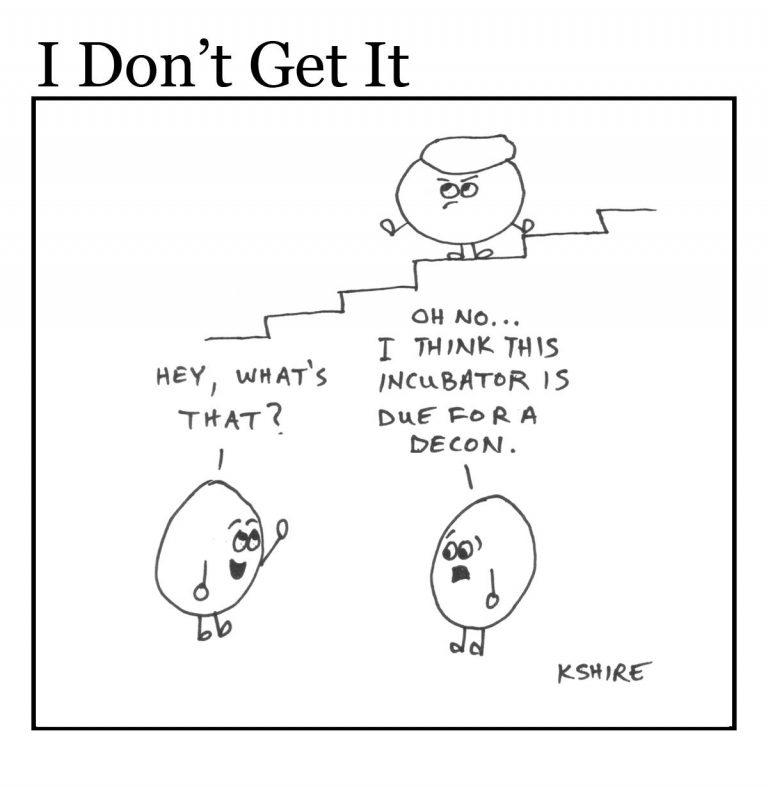 I Don’t Get It
HEY, WHAT'S
THAT?
OH NO...
I THINK THIS
INCUBATOR IS
DUE FOR A
DECON.
KSHIRE